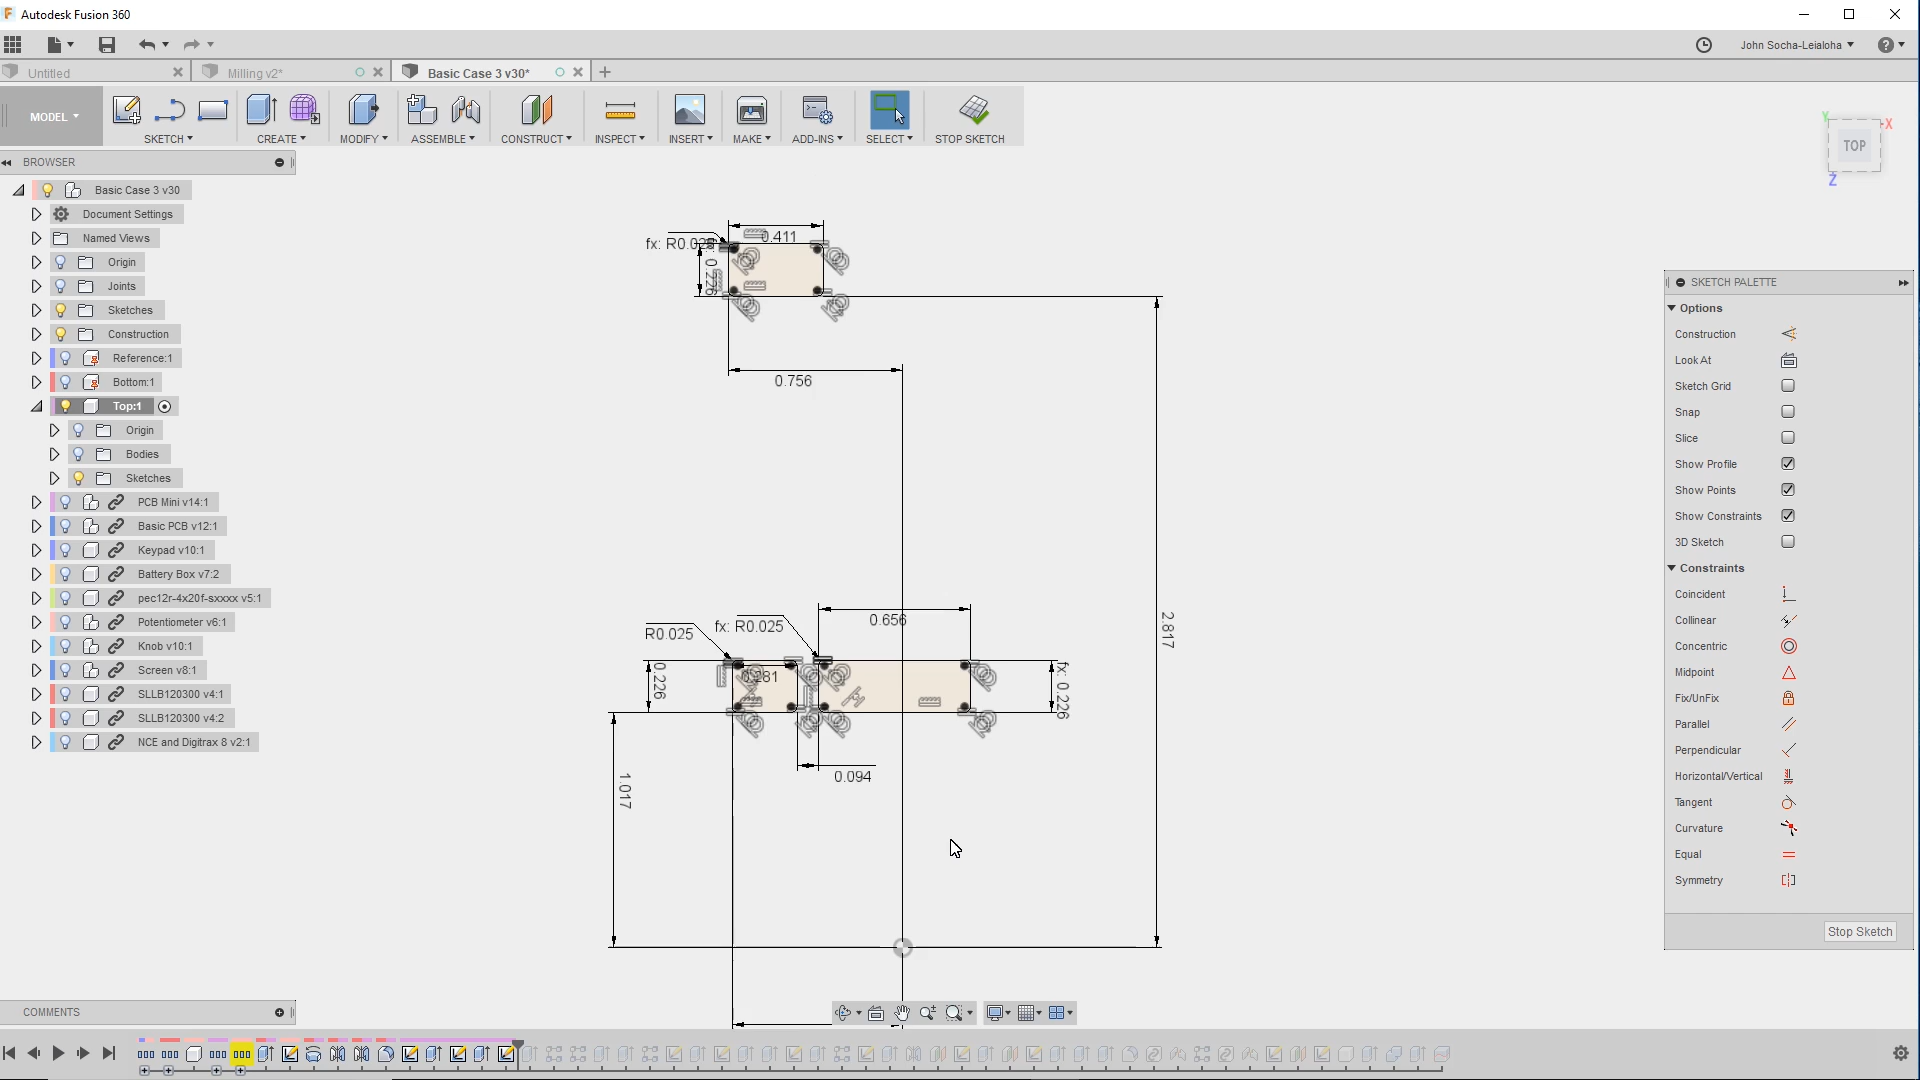 Autodesk Fusion 360
John Socha-Leialoha
Untitled
Milling v2*
Basic Case 3 v30*
MODEL
SKETCH
CREATE
MODIFY
ASSEMBLE
CONSTRUCT
INSPECT
INSERT
MAKE
ADD-INS
SELECT
STOP SKETCH
BROWSER
Basic Case 3 v30
Document Settings
Named Views
Origin
Joints
Sketches
Construction
Reference:1
Bottom:1
Top:1
Origin
Bodies
Sketches
PCB Mini v14:1
Basic PCB v12:1
Keypad v10:1
Battery Box v7:2
pec12r-4x20f-sxxxx v5:1
Potentiometer v6:1
Knob v10:1
Screen v8:1
SLLB120300 v4:1
SLLB120300 v4:2
NCE and Digitrax 8 v2:1
Y
X
TOP
Z
0.411
0.226
0.756
0.656
R0.025
fx: R0.025
0.281
0.226
fx: 0.226
0.094
1.017
2.817
SKETCH PALETTE
Options
Construction
Look At
Sketch Grid
Snap
Slice
Show Profile
Show Points
Show Constraints
3D Sketch
Constraints
Coincident
Collinear
Concentric
Midpoint
Fix/UnFix
Parallel
Perpendicular
Horizontal/Vertical
Tangent
Curvature
Equal
Symmetry
Stop Sketch
COMMENTS